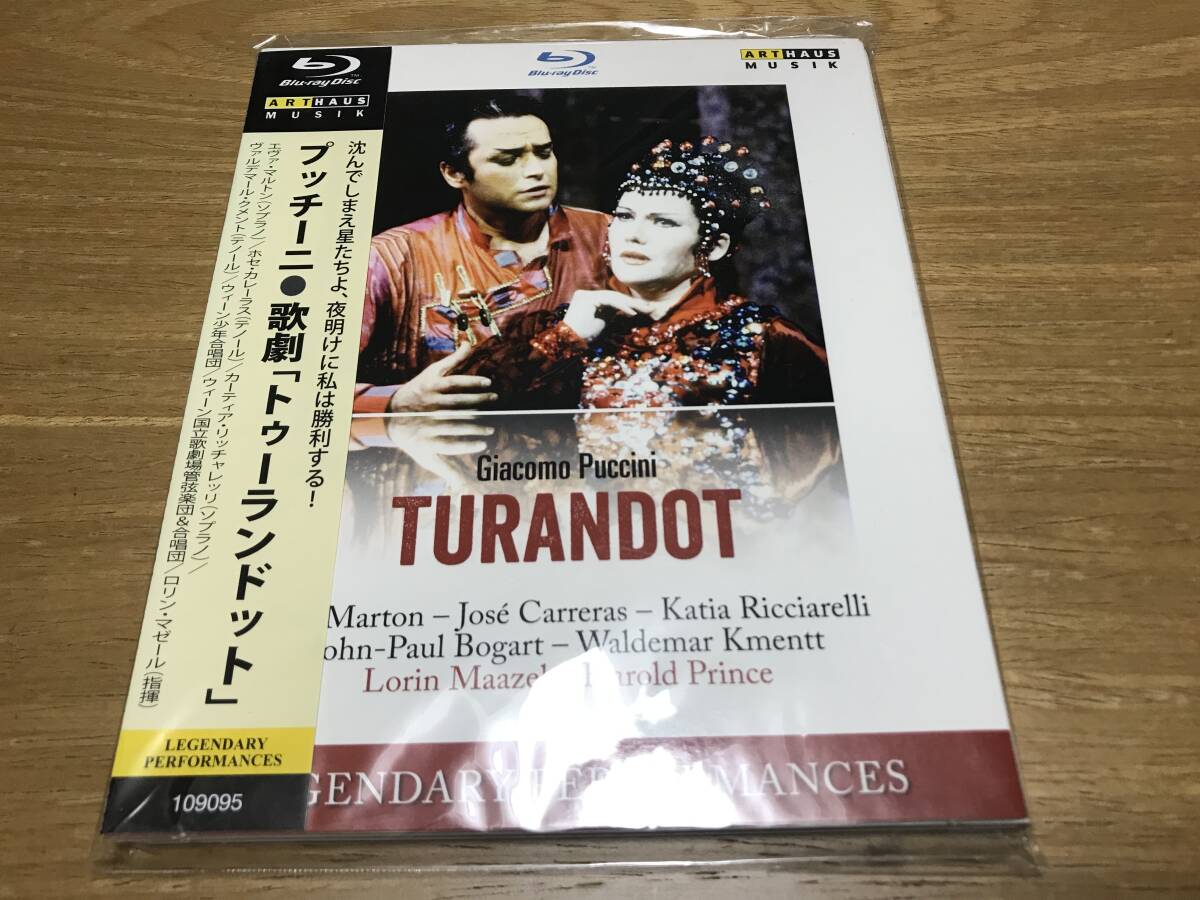 Blu-ray Disc
ARTHAUS
MUSIK
沈んでしまえ星たちよ、夜明けに私は勝利する!
プッチーニ●歌劇「トゥーランドット」
エヴァ・マルトン(ソプラノ)/ホセ・カレーラス(テノール)/カーティア・リッチャレッリ(ソプラノ)/
ヴァルデマール・クメント(テノール)/ウィーン少年合唱団/ウィーン国立歌劇場管弦楽団&合唱団/ロリン・マゼール(指揮)
LEGENDARY
PERFORMANCES
109095
Blu-ray Disc
ARTHAUS
MUSIK
Giacomo Puccini
TURANDOT
Marton – José Carreras – Katia Ricciarelli
ohn-Paul Bogart – Waldemar Kmentt
Lorin Maazel Harold Prince
GENDARY PERFORMANCES